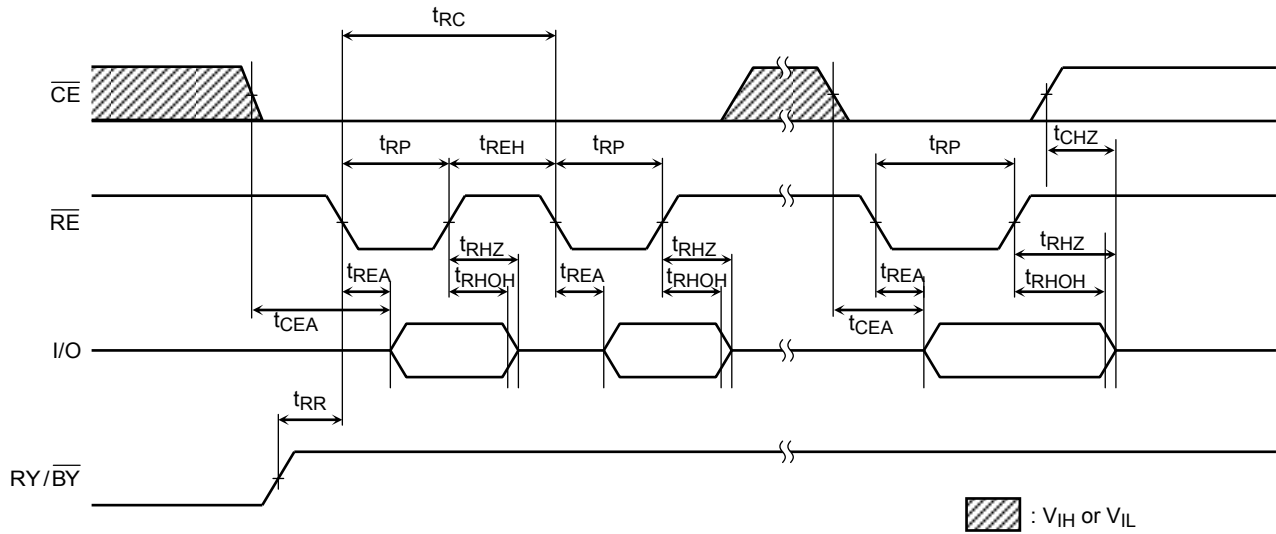 tRC
CE
tCHZ
tRP tREH tRP tRP
RE
tRHZ tRHZ tRHZ
tREA tRHOH tREA tRHOH tREA tRHOH
tCEA tCEA
I/O
tRR
RY/BY
: VIH or VIL